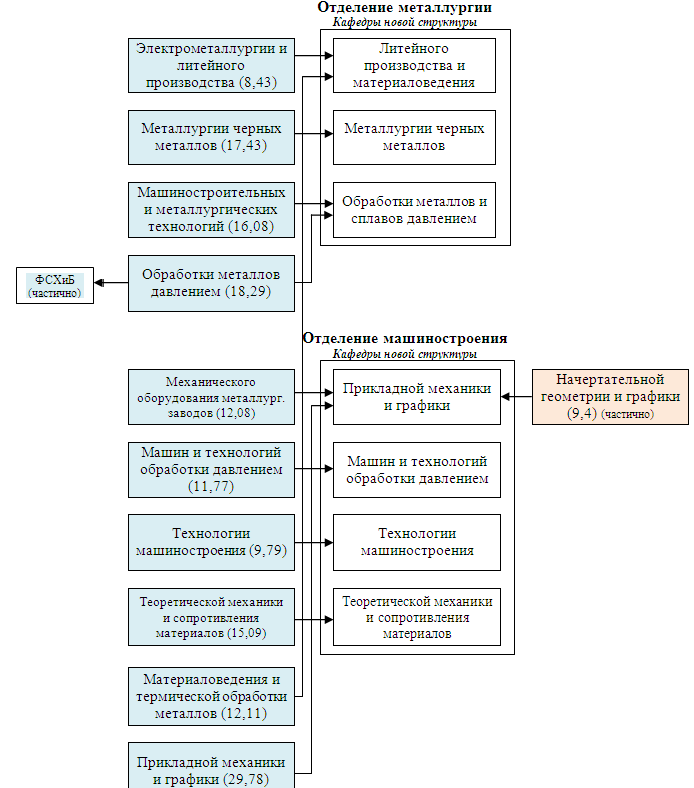 Отделение металлургии
Кафедры новой структуры
Электрометаллургии и
литейного
производства (8,43)
Литейного
производства и
материаловедения
Металлургии черных
металлов (17,43)
Металлургии черных
металлов
Машиностроительных
и металлургических
технологий (16,08)
Обработки металлов и
сплавов давлением
ФСХиБ
(частично)
Обработки металлов
давлением (18,29)
Отделение машиностроения
Кафедры новой структуры
Механического
оборудования металлург.
заводов (12,08)
Прикладной механики
и графики
Начертательной
геометрии и графики
(9,4) (частично)
Машин и технологий
обработки давлением
(11,77)
Машин и технологий
обработки давлением
Технологии
машиностроения (9,79)
Технологии
машиностроения
Теоретической механики
и сопротивления
материалов (15,09)
Теоретической механики
и сопротивления
материалов
Материаловедения и
термической обработки
металлов (12,11)
Прикладной механики
и графики (29,78)